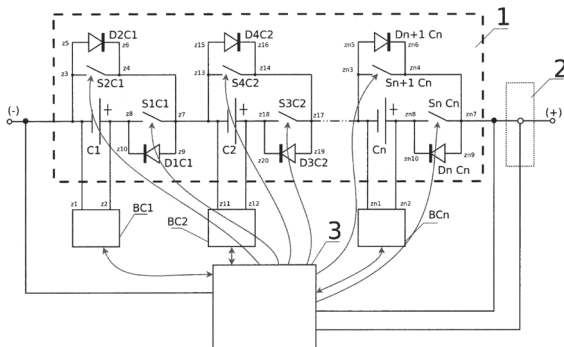 D2C1 D4C2 Dn+1 Cn 1
z5 z6 z15 z16 zn5 zn6
2
z3 z4 z13 z14 zn3 zn4
S2C1 S4C2 Sn+1 Cn
(-) z8 S1C1 z7 z18 S3C2 z17 zn8 Sn Cn zn7 (+)
C1 z10 z9 C2 z20 z19 Cn zn10 zn9
D1C1 D3C2 Dn Cn
z1 z2 z11 z12 zn1 zn2
BC1 BC2 BCn
3